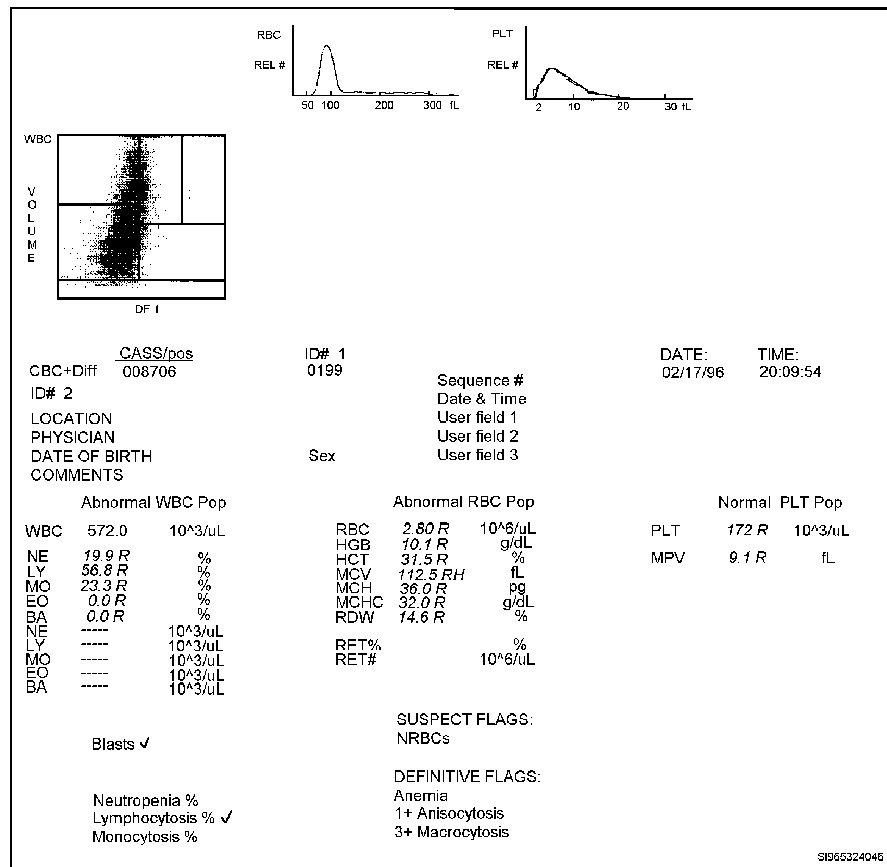 RBC
REL #
50 100 200 300 fL
PLT
REL #
2 10 20 30 fL
WBC
VOLUME
DF 1
CASS/pos ID# 1 DATE: TIME:
CBC+Diff 008706 0199 02/17/96 20:09:54
ID# 2
Sequence #
Date & Time
LOCATION User field 1
PHYSICIAN User field 2
DATE OF BIRTH Sex User field 3
COMMENTS
Abnormal WBC Pop Abnormal RBC Pop Normal PLT Pop
WBC 572.0 10^3/uL RBC 2.80 R 10^6/uL PLT 172 R 10^3/uL
HGB 10.1 R g/dL
NE 19.9 R % HCT 31.5 R % MPV 9.1 R fL
LY 56.8 R % MCV 112.5 RH fL
MO 23.3 R % MCH 36.0 R pg
EO 0.0 R % MCHC 32.0 R g/dL
BA 0.0 R % RDW 14.6 R %
NE ----- 10^3/uL
LY ----- 10^3/uL RET% %
MO ----- 10^3/uL RET# 10^6/uL
EO ----- 10^3/uL
BA ----- 10^3/uL
SUSPECT FLAGS:
Blasts ✓ NRBCs
DEFINITIVE FLAGS:
Neutropenia % Anemia
Lymphocytosis % ✓ 1+ Anisocytosis
Monocytosis % 3+ Macrocytosis
SI965324046